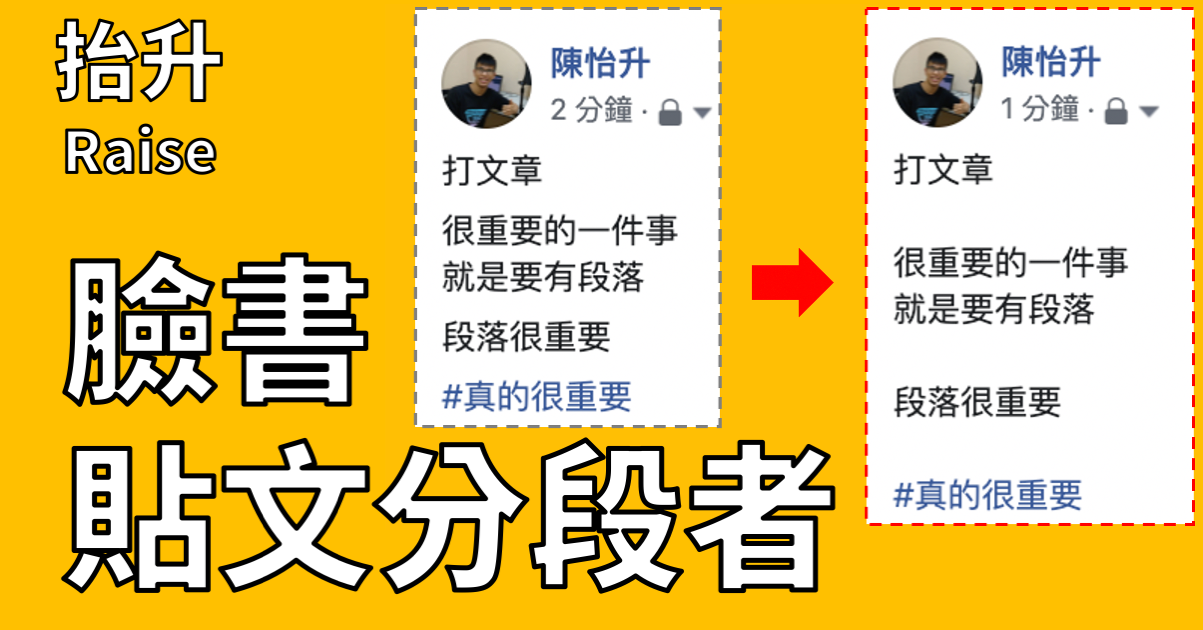 抬升
Raise
臉書
貼文分段者
陳怡升
2 分鐘 ·
打文章
很重要的一件事
就是要有段落
段落很重要
#真的很重要
陳怡升
1 分鐘 ·
打文章
很重要的一件事
就是要有段落
段落很重要
#真的很重要